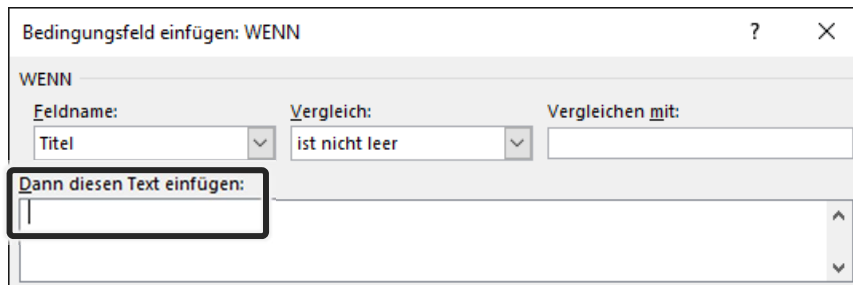 Bedingungsfeld einfügen: WENN ?
WENN
Feldname: Vergleich: Vergleichen mit:
Titel ist nicht leer
Dann diesen Text einfügen: